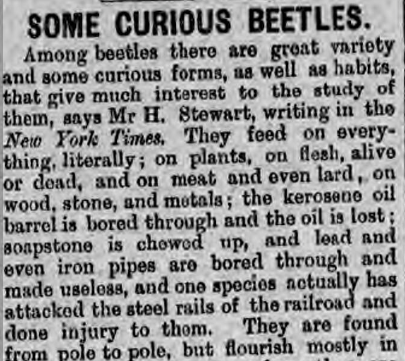 SOME CURIOUS BEETLES.
Among beetles there are great variety
and some curious forms, as well as habits,
that give much interest to the study of
them, says Mr H. Stewart, writing in the
New York Times. They feed on every-
thing, literally; on plants, on flesh, alive
or dead, and on meat and even lard, on
wood, stone, and metals; the kerosene oil
barrel is bored through and the oil is lost;
soapstone is chewed up, and lead and
even iron pipes are bored through and
made useless, and one species actually has
attacked the steel rails of the railroad and
done injury to them. They are found
from pole to pole, but flourish mostly in